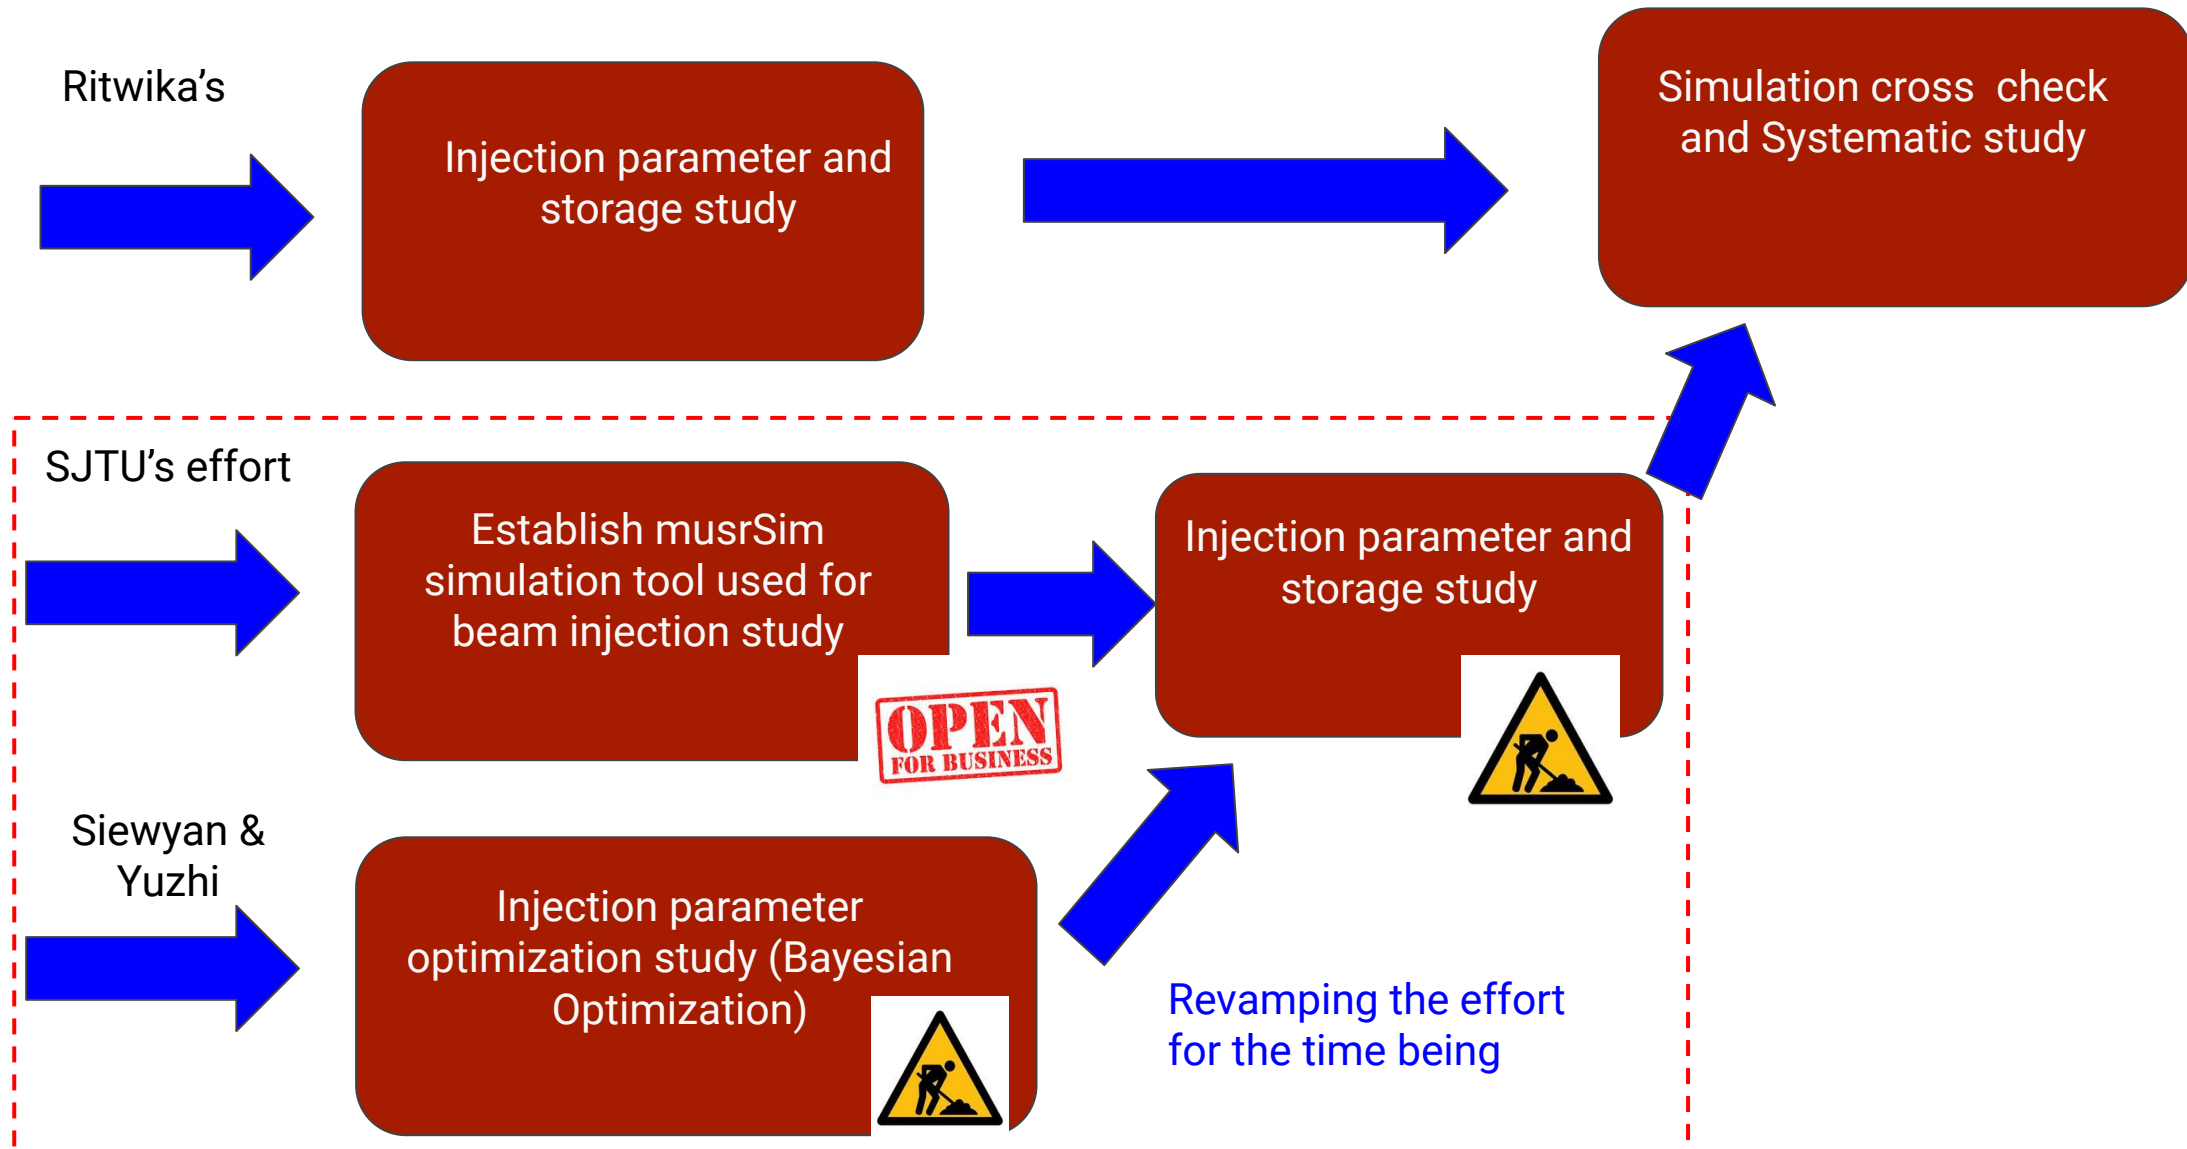 Ritwika's
Injection parameter and
storage study
Simulation cross  check
and Systematic study
SJTU's effort
Establish musrSim
simulation tool used for
beam injection study
OPEN
FOR BUSINESS
Injection parameter and
storage study
Siewyan &
Yuzhi
Injection parameter
optimization study (Bayesian
Optimization)
Revamping the effort
for the time being